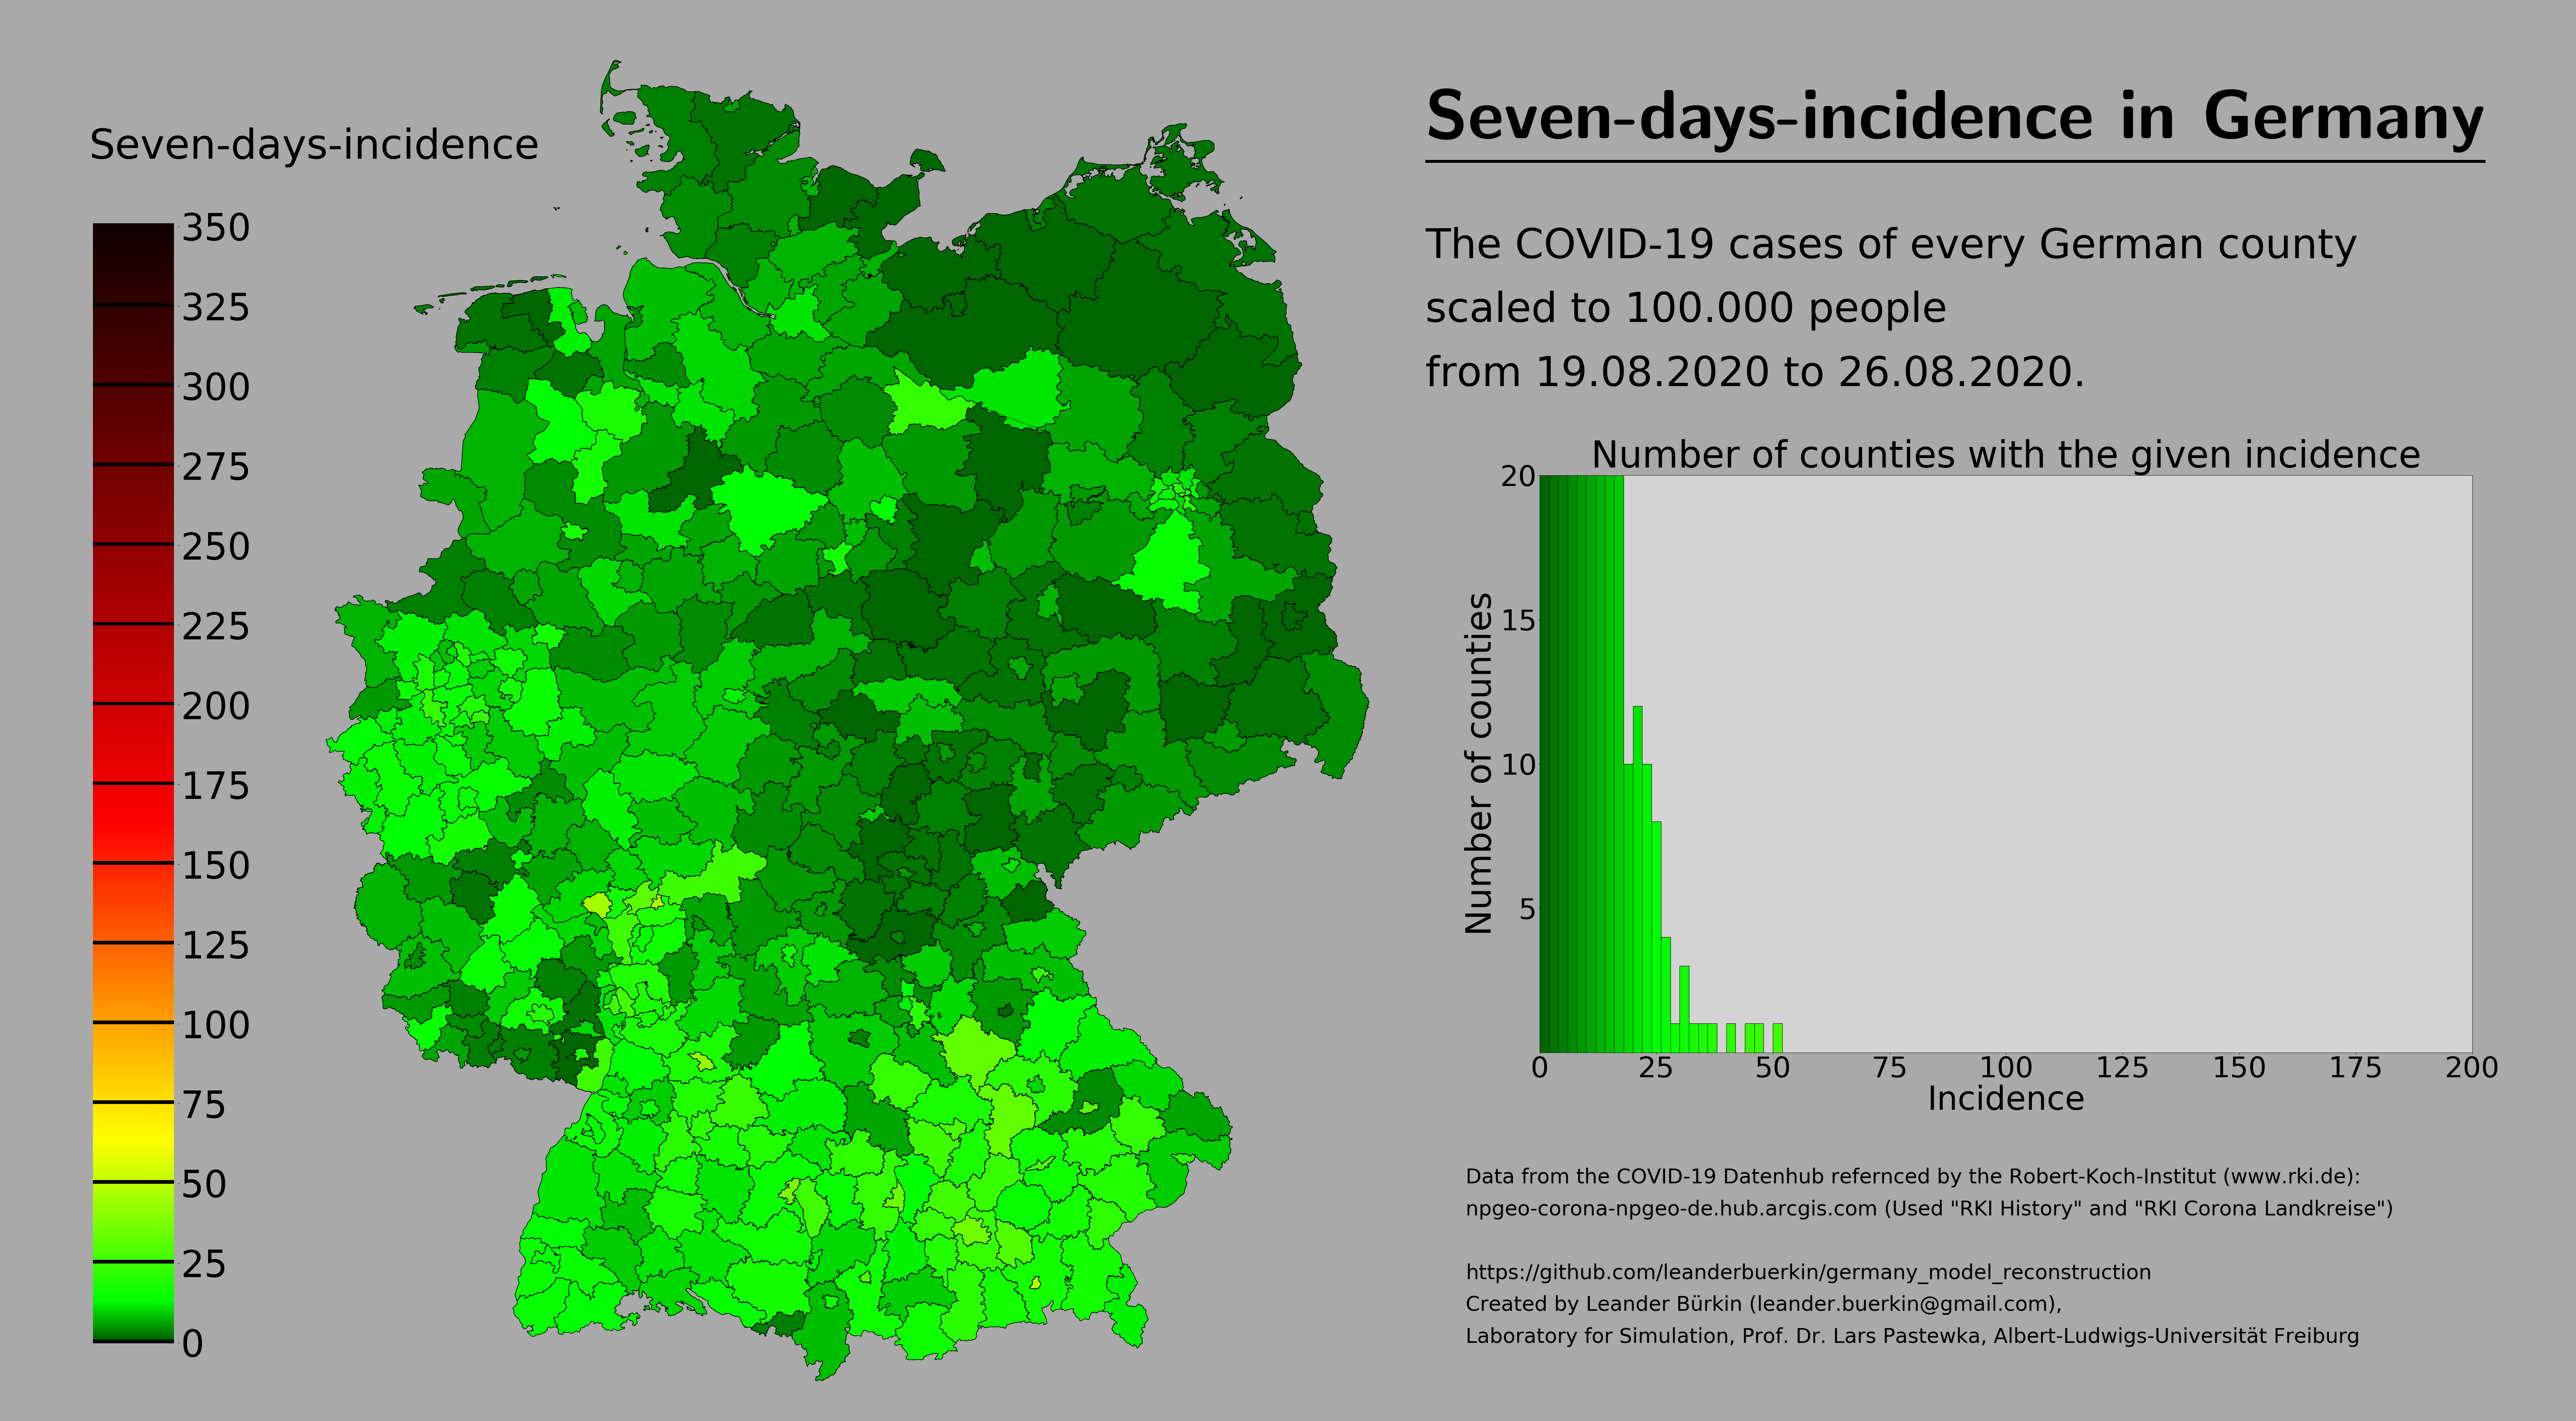 Seven-days-incidence
350
325
300
275
250
225
200
175
150
125
100
75
50
25
0
Seven-days-incidence in Germany
The COVID-19 cases of every German county
scaled to 100.000 people
from 19.08.2020 to 26.08.2020.
Number of counties with the given incidence
20
15
10
5
Number of counties
0 25 50 75 100 125 150 175 200
Incidence
Data from the COVID-19 Datenhub refernced by the Robert-Koch-Institut (www.rki.de):
npgeo-corona-npgeo-de.hub.arcgis.com (Used "RKI History" and "RKI Corona Landkreise")
https://github.com/leanderbuerkin/germany_model_reconstruction
Created by Leander Bürkin (leander.buerkin@gmail.com),
Laboratory for Simulation, Prof. Dr. Lars Pastewka, Albert-Ludwigs-Universität Freiburg